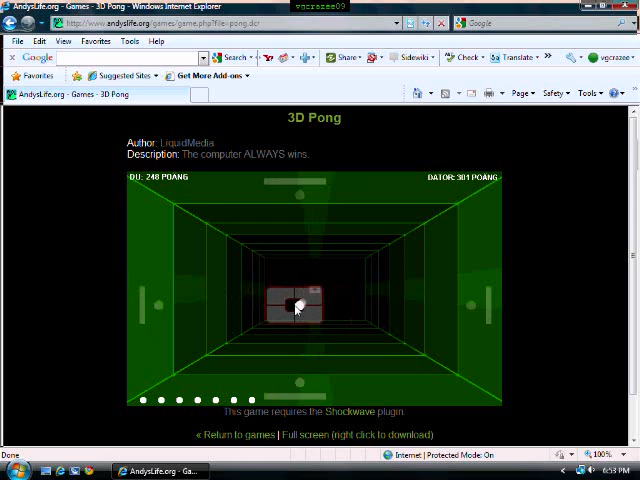 AndysLife.org - Games - 3D Pong - Windows Internet Explorer
vgcrazee09
http://www.andyslife.org/games/game.php?file=pong.dcr
Google
File Edit View Favorites Tools Help
Search Share Sidewiki Check Translate vgcrazee
Favorites Suggested Sites Get More Add-ons
AndysLife.org - Games - 3D Pong
Page Safety Tools
3D Pong
Author: LiquidMedia
Description: The computer ALWAYS wins.
DU: 248 POÄNG
DATOR: 301 POÄNG
This game requires the Shockwave plugin.
« Return to games | Full screen (right click to download)
Done
Internet | Protected Mode: On
100%
AndysLife.org - Ga...
6:53 PM